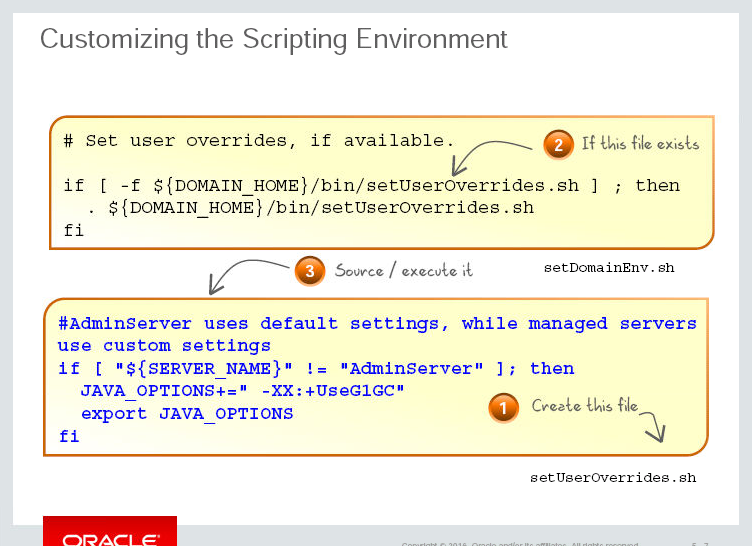 Customizing the Scripting Environment
# Set user overrides, if available.
2 If this file exists
if [ -f ${DOMAIN_HOME}/bin/setUserOverrides.sh ] ; then
. ${DOMAIN_HOME}/bin/setUserOverrides.sh
fi
3 Source / execute it
setDomainEnv.sh
#AdminServer uses default settings, while managed servers
use custom settings
if [ "${SERVER_NAME}" != "AdminServer" ]; then
JAVA_OPTIONS+=" -XX:+UseG1GC"
1 Create this file
export JAVA_OPTIONS
fi
setUserOverrides.sh
ORACLE